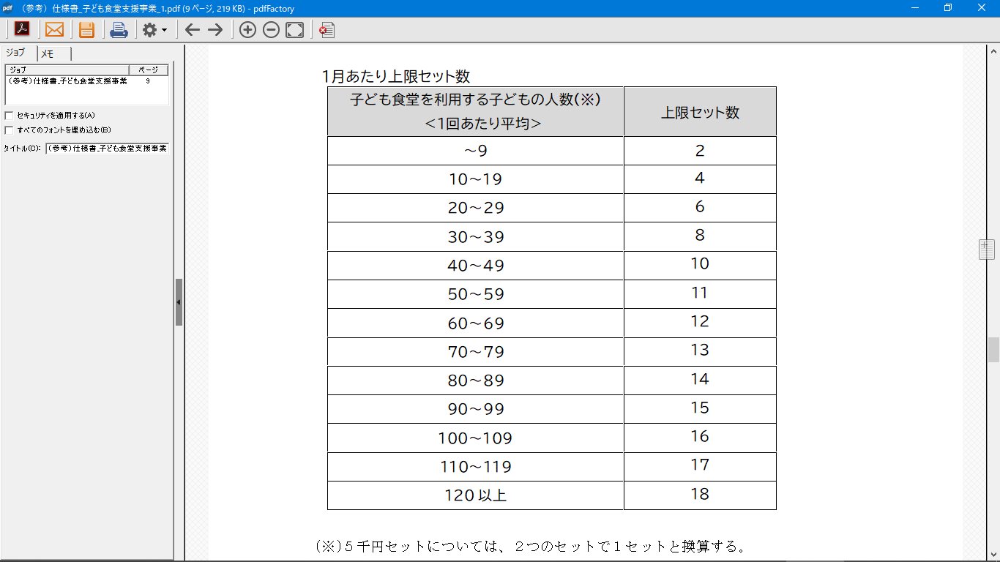 （参考）仕様書_子ども食堂支援事業_1.pdf (9 ページ, 219 KB) - pdfFactory
ジョブ メモ
ジョブ ページ
（参考）仕様書_子ども食堂支援事業 9
セキュリティを適用する(A)
すべてのフォントを埋め込む(B)
タイトル(C): （参考）仕様書_子ども食堂支援事業
1月あたり上限セット数
子ども食堂を利用する子どもの人数(※)
＜1回あたり平均＞
上限セット数
～9 2
10～19 4
20～29 6
30～39 8
40～49 10
50～59 11
60～69 12
70～79 13
80～89 14
90～99 15
100～109 16
110～119 17
120 以上 18
(※)５千円セットについては、２つのセットで１セットと換算する。